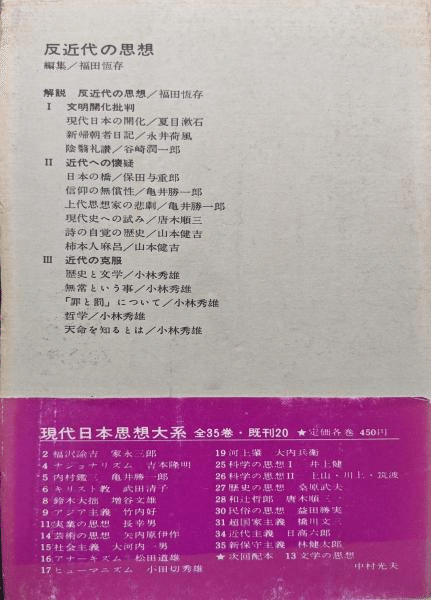 反近代の思想
編集／福田恆存
解説 反近代の思想／福田恆存
Ⅰ 文明開化批判
現代日本の開化／夏目漱石
新帰朝者日記／永井荷風
陰翳礼讃／谷崎潤一郎
Ⅱ 近代への懐疑
日本の橋／保田与重郎
信仰の無償性／亀井勝一郎
上代思想家の悲劇／亀井勝一郎
現代史への試み／唐木順三
詩の自覚の歴史／山本健吉
柿本人麻呂／山本健吉
Ⅲ 近代の克服
歴史と文学／小林秀雄
無常という事／小林秀雄
「罪と罰」について／小林秀雄
哲学／小林秀雄
天命を知るとは／小林秀雄
現代日本思想大系 全35巻・既刊20 ★定価各巻 450円
2 福沢諭吉 家永三郎
4 ナショナリズム 吉本隆明
5 内村鑑三 亀井勝一郎
6 キリスト教 武田清子
8 鈴木大拙 増谷文雄
9 アジア主義 竹内好
11 実業の思想 長幸男
14 芸術の思想 矢内原伊作
15 社会主義 大河内一男
16 アナーキズム 松田道雄
17 ヒューマニズム 小田切秀雄
19 河上肇 大内兵衛
25 科学の思想Ⅰ 井上健
26 科学の思想Ⅱ 上山・川上・筑波
27 歴史の思想 桑原武夫
28 和辻哲郎 唐木順三
30 民俗の思想 益田勝実
31 超国家主義 橋川文三
34 近代主義 日高六郎
35 新保守主義 林健太郎
★次回配本 13 文学の思想
中村光夫